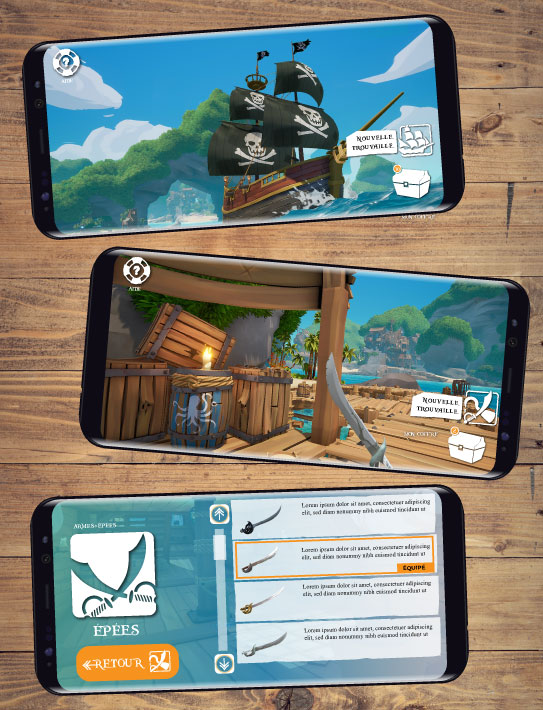 ?
AIDE
NOUVELLE
TROUVAILLE
MON COFFRE
?
AIDE
NOUVELLE
TROUVAILLE
MON COFFRE
ARMES>ÉPÉES
ÉPÉES
RETOUR
Lorem ipsum dolor sit amet, consectetuer adipiscing
elit, sed diam nonummy nibh euismod tincidunt ut
Lorem ipsum dolor sit amet, consectetuer adipiscing
elit, sed diam nonummy nibh euismod tincidunt ut
ÉQUIPÉ
Lorem ipsum dolor sit amet, consectetuer adipiscing
elit, sed diam nonummy nibh euismod tincidunt ut
Lorem ipsum dolor sit amet, consectetuer adipiscing
elit, sed diam nonummy nibh euismod tincidunt ut